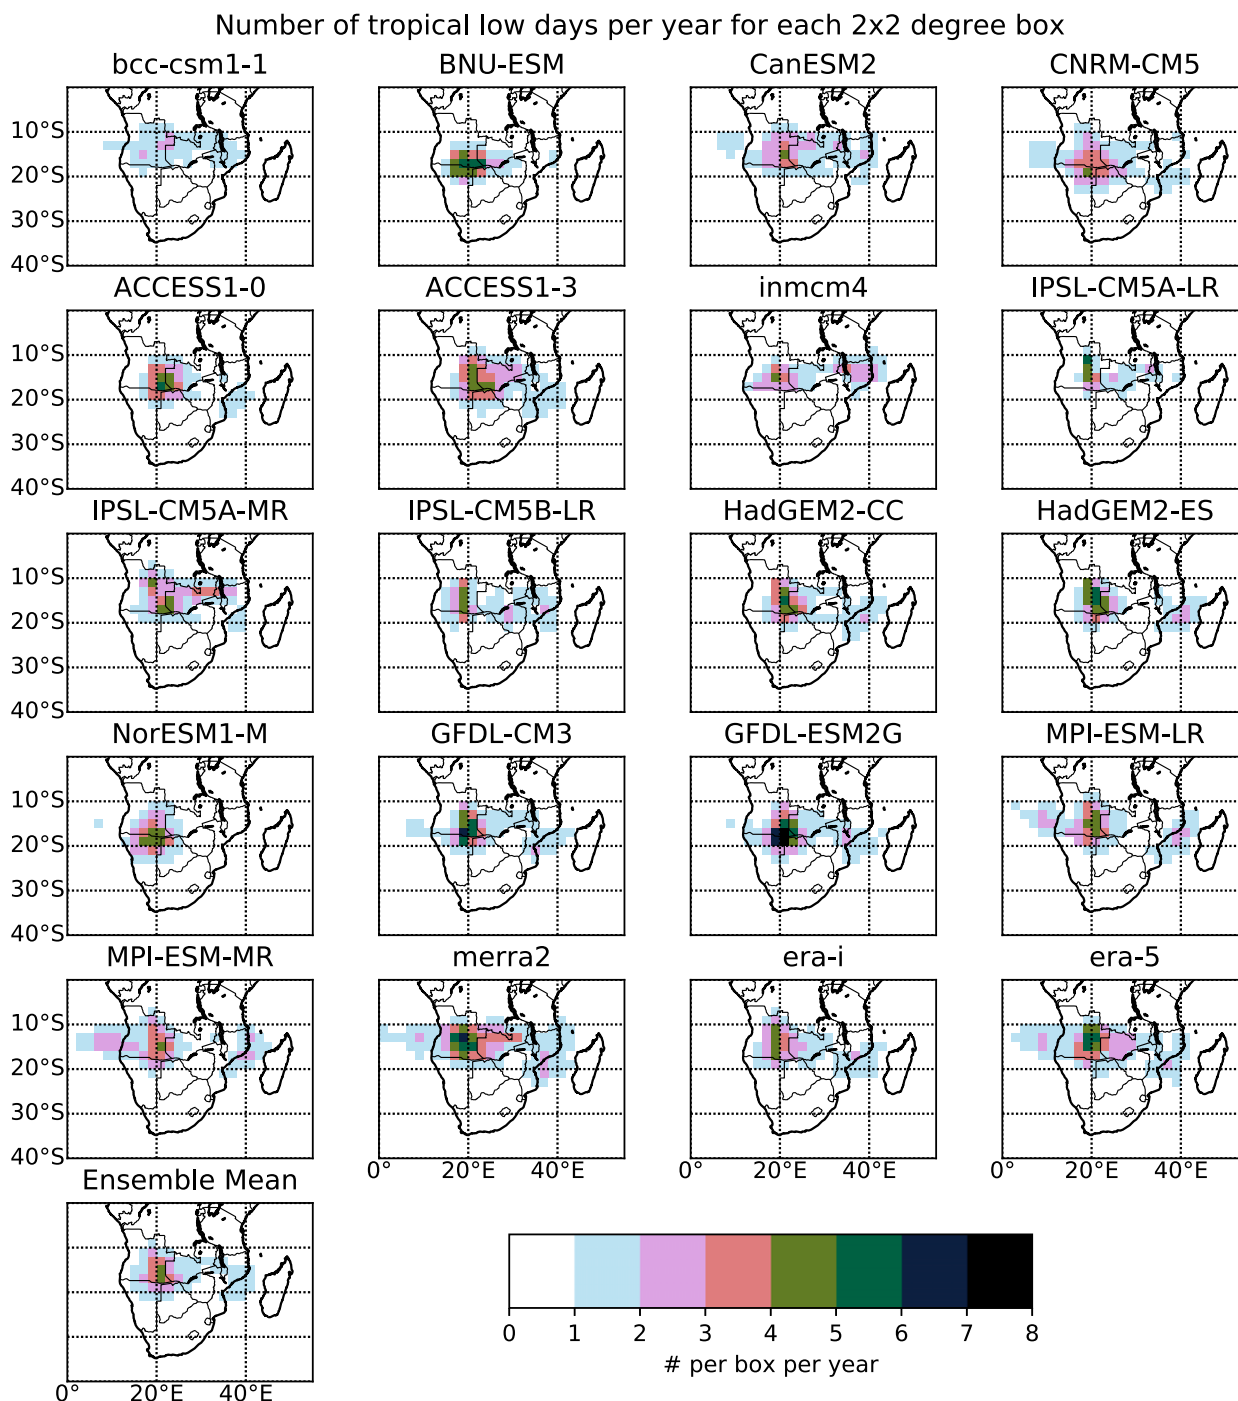 Number of tropical low days per year for each 2x2 degree box
bcc-csm1-1 BNU-ESM CanESM2 CNRM-CM5
10°S
20°S
30°S
40°S
ACCESS1-0 ACCESS1-3 inmcm4 IPSL-CM5A-LR
10°S
20°S
30°S
40°S
IPSL-CM5A-MR IPSL-CM5B-LR HadGEM2-CC HadGEM2-ES
10°S
20°S
30°S
40°S
NorESM1-M GFDL-CM3 GFDL-ESM2G MPI-ESM-LR
10°S
20°S
30°S
40°S
MPI-ESM-MR merra2 era-i era-5
10°S
20°S
30°S
40°S
0° 20°E 40°E 0° 20°E 40°E 0° 20°E 40°E
Ensemble Mean
0 1 2 3 4 5 6 7 8
# per box per year
0° 20°E 40°E